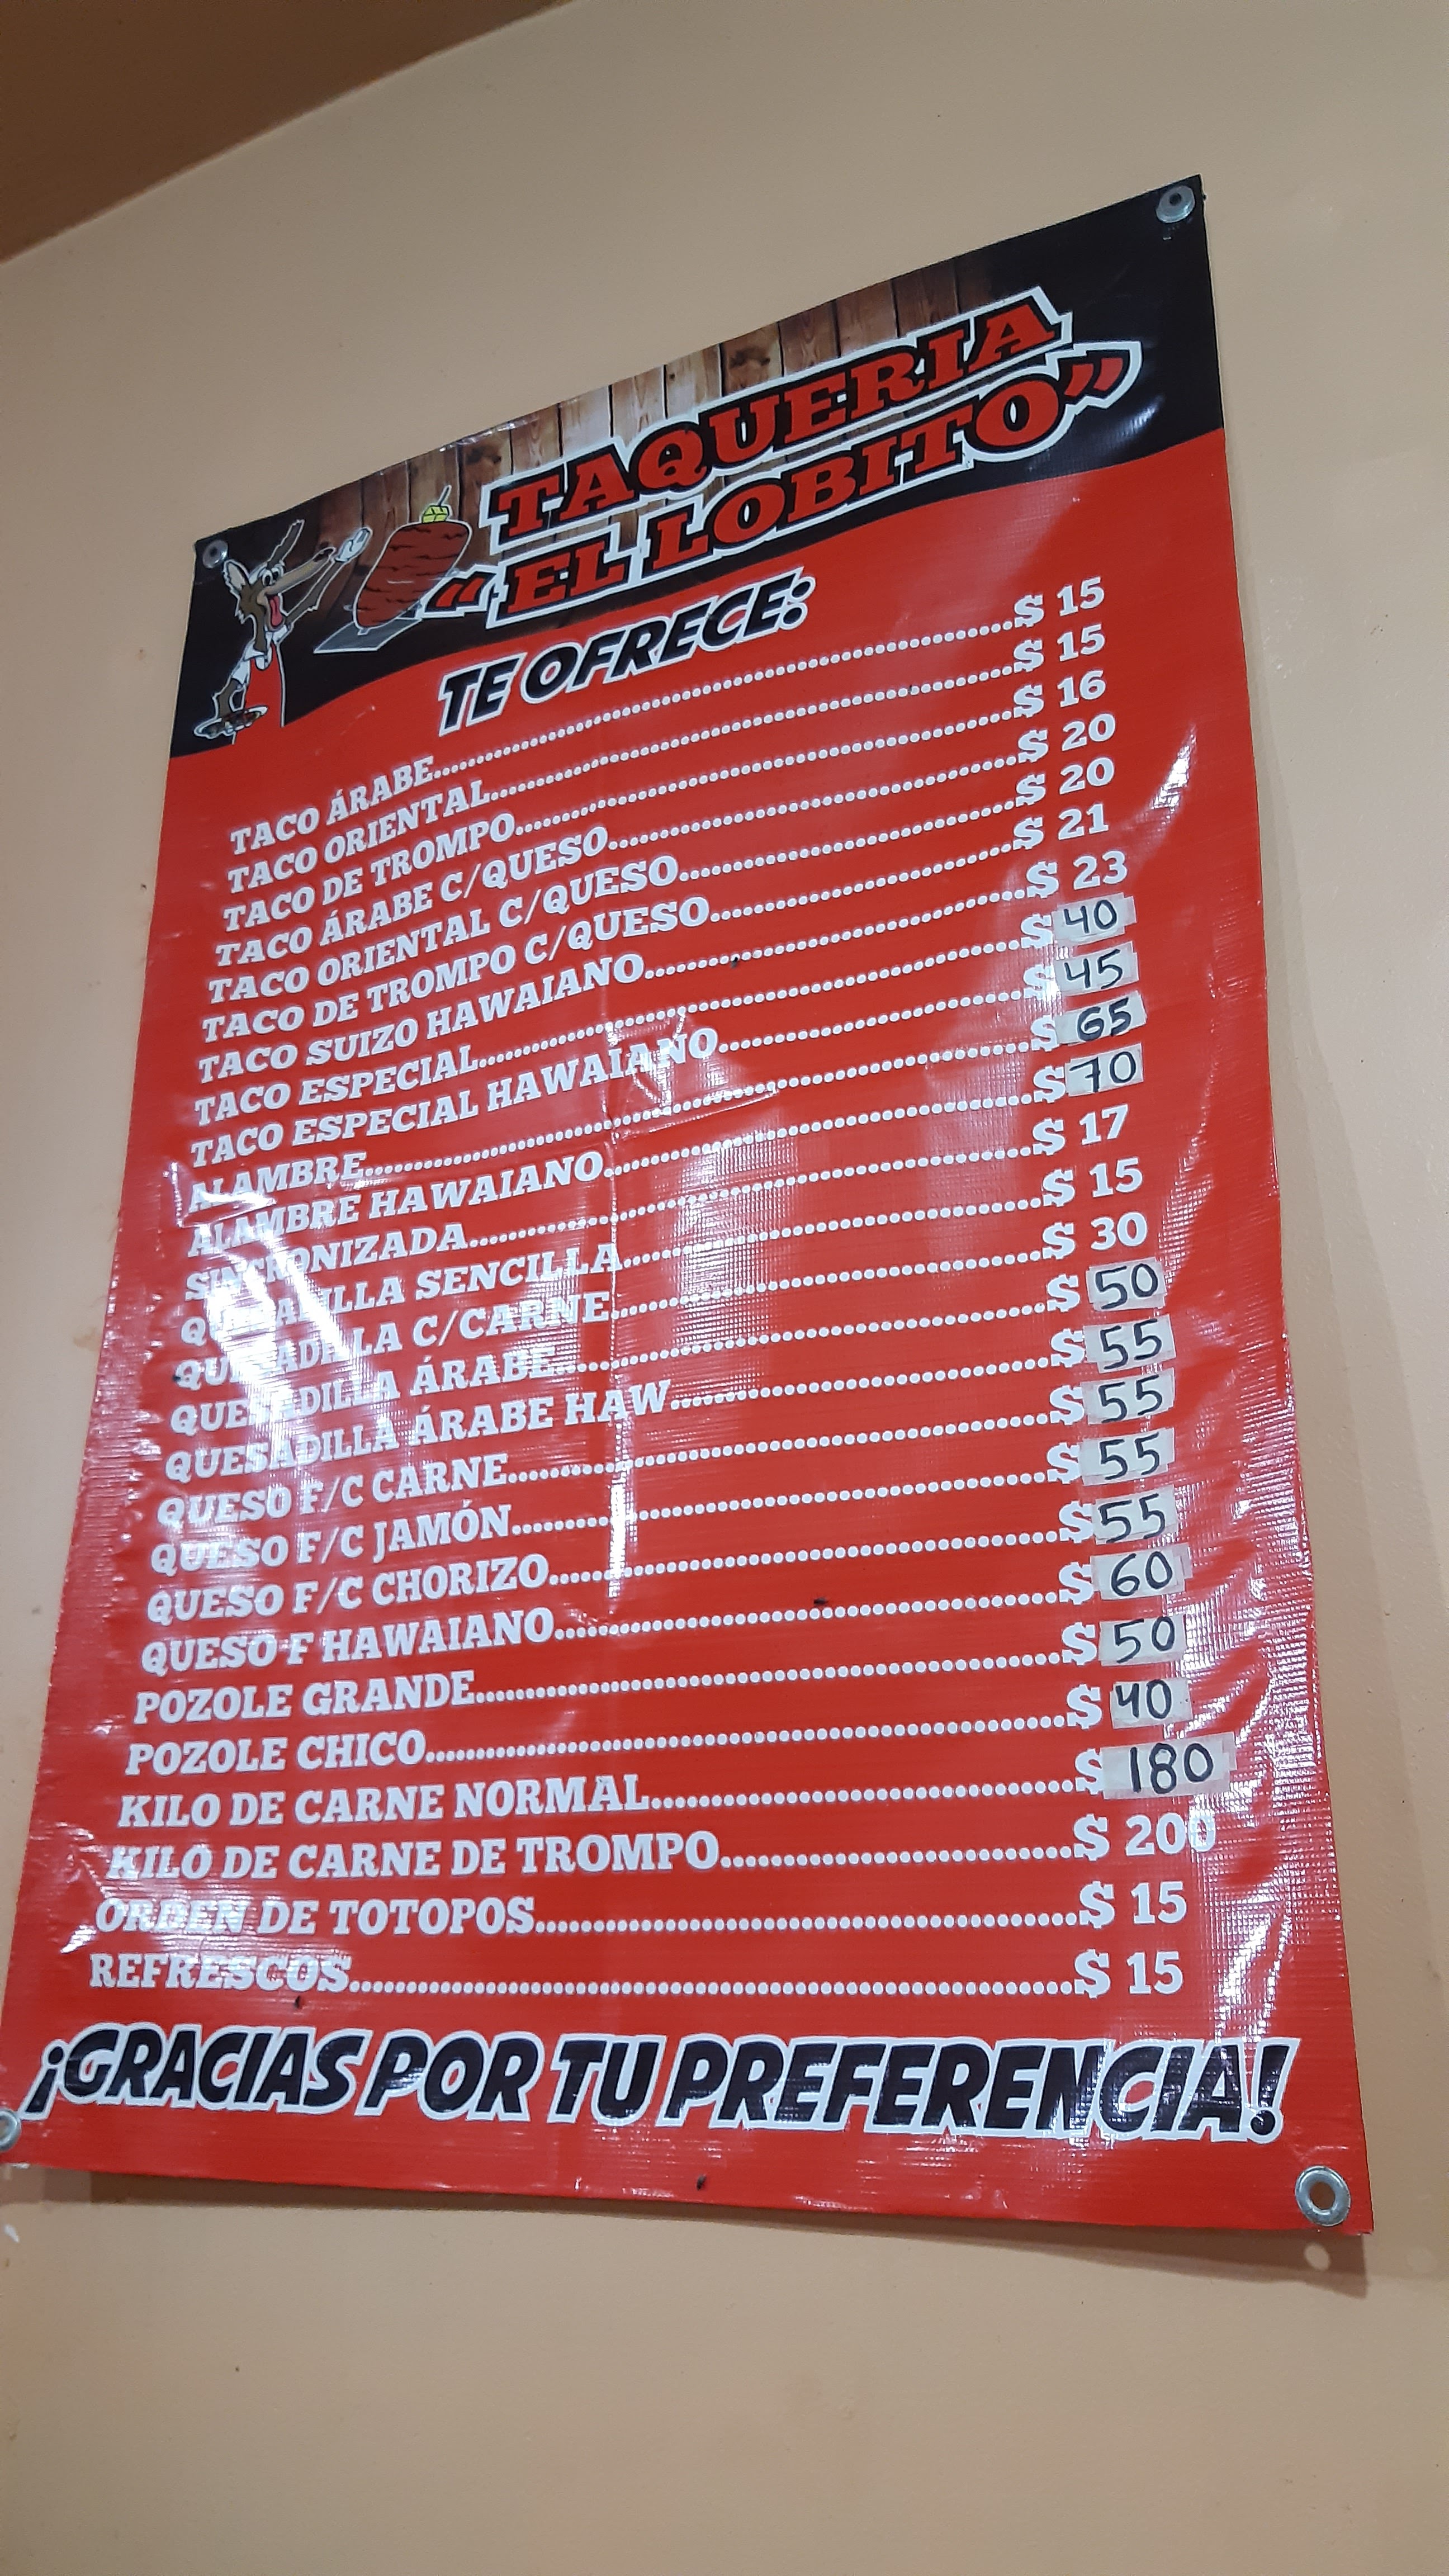 TAQUERIA
“EL LOBITO”
TE OFRECE:
TACO ÁRABE.......... $ 15
TACO ORIENTAL.......... $ 15
TACO DE TROMPO.......... $ 16
TACO ÁRABE C/QUESO.......... $ 20
TACO ORIENTAL C/QUESO.......... $ 20
TACO DE TROMPO C/QUESO.......... $ 21
TACO SUIZO HAWAIANO.......... $ 23
TACO ESPECIAL.......... $ 40
TACO ESPECIAL HAWAIANO.......... $ 45
ALAMBRE.......... $ 65
ALAMBRE HAWAIANO.......... $ 70
SINCRONIZADA.......... $ 17
QUESADILLA SENCILLA.......... $ 15
QUESADILLA C/CARNE.......... $ 30
QUESADILLA ÁRABE.......... $ 50
QUESADILLA ÁRABE HAW.......... $ 55
QUESO F/C CARNE.......... $ 55
QUESO F/C JAMÓN.......... $ 55
QUESO F/C CHORIZO.......... $ 55
QUESO F HAWAIANO.......... $ 60
POZOLE GRANDE.......... $ 50
POZOLE CHICO.......... $ 40
KILO DE CARNE NORMAL.......... $ 180
KILO DE CARNE DE TROMPO.......... $ 200
ORDEN DE TOTOPOS.......... $ 15
REFRESCOS.......... $ 15
¡GRACIAS POR TU PREFERENCIA!